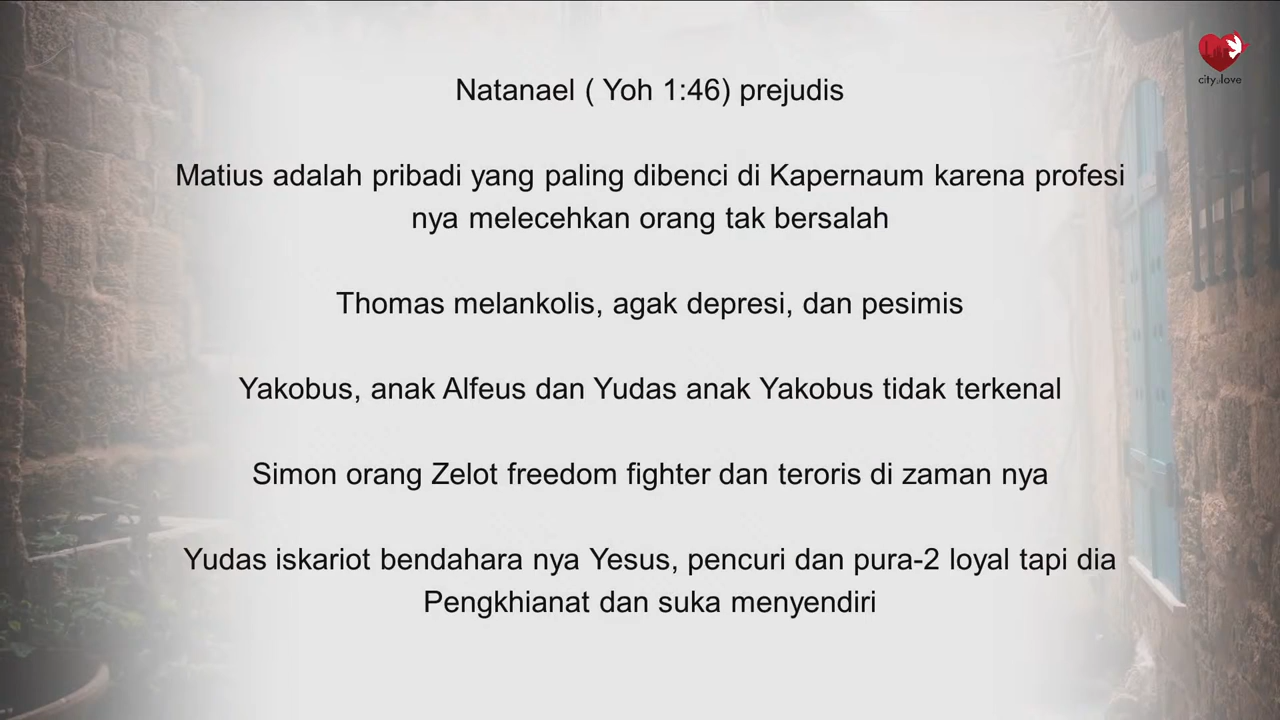 city of love
Natanael ( Yoh 1:46) prejudis
Matius adalah pribadi yang paling dibenci di Kapernaum karena profesi
nya melecehkan orang tak bersalah
Thomas melankolis, agak depresi, dan pesimis
Yakobus, anak Alfeus dan Yudas anak Yakobus tidak terkenal
Simon orang Zelot freedom fighter dan teroris di zaman nya
Yudas iskariot bendahara nya Yesus, pencuri dan pura-2 loyal tapi dia
Pengkhianat dan suka menyendiri